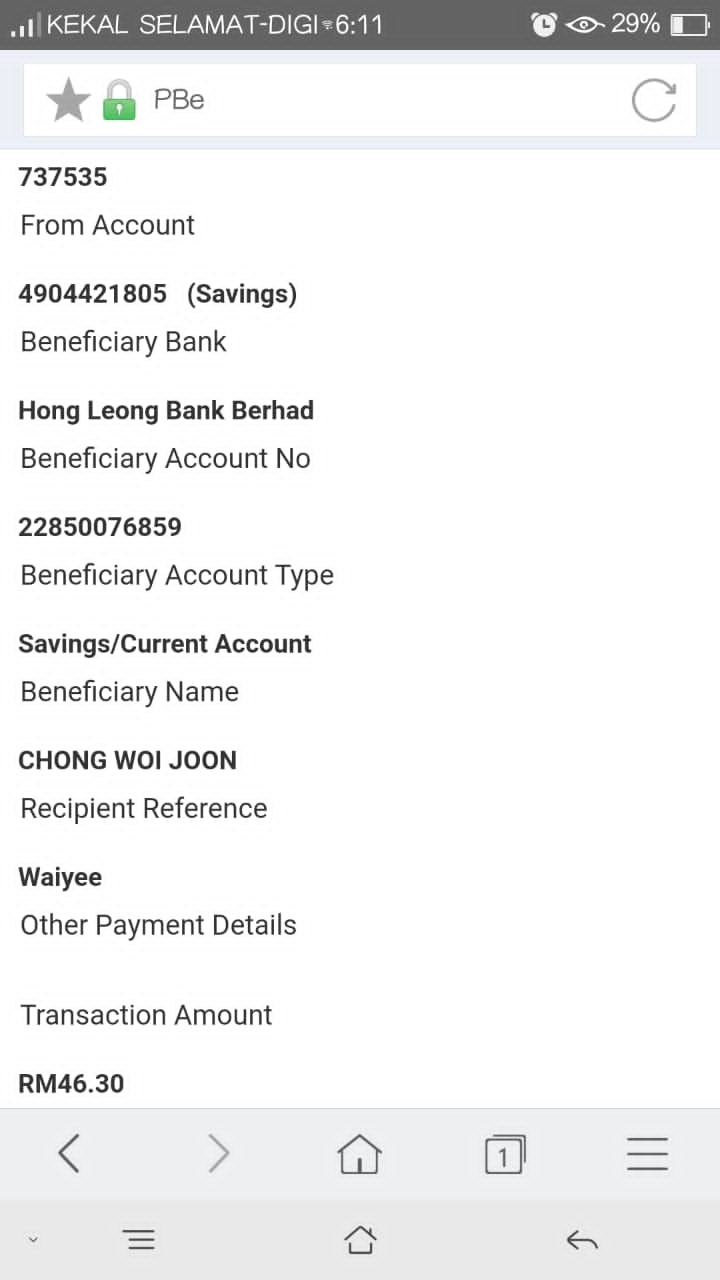 KEKAL SELAMAT-DIGI 6:11 29%
PBe
737535
From Account
4904421805 (Savings)
Beneficiary Bank
Hong Leong Bank Berhad
Beneficiary Account No
22850076859
Beneficiary Account Type
Savings/Current Account
Beneficiary Name
CHONG WOI JOON
Recipient Reference
Waiyee
Other Payment Details
Transaction Amount
RM46.30
1